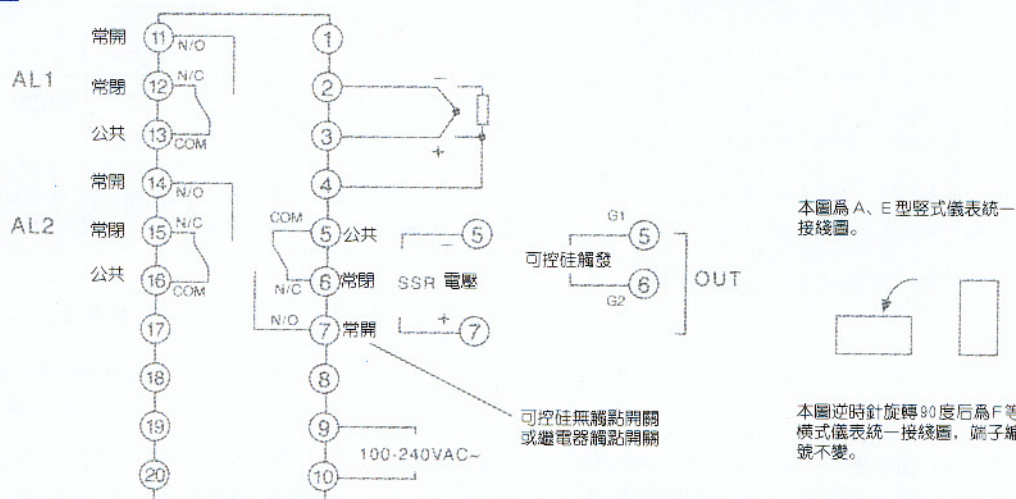 常開
11
N/O
1
AL1
常閉
12
N/C
2
−
公共
13
COM
3
+
常開
14
N/O
4
AL2
常閉
15
N/C
COM
5
公共
−
5
G1
5
可控硅觸發
公共
16
COM
N/C
6
常閉
SSR 電壓
6
G2
OUT
17
N/O
7
常開
+
7
18
8
19
9
100-240VAC~
20
10
可控硅無觸點開關
或繼電器觸點開關
本圖爲 A、E 型竪式儀表統一
接綫圖。
本圖逆時針旋轉90度后爲F等
橫式儀表統一接綫圖，端子編
號不變。